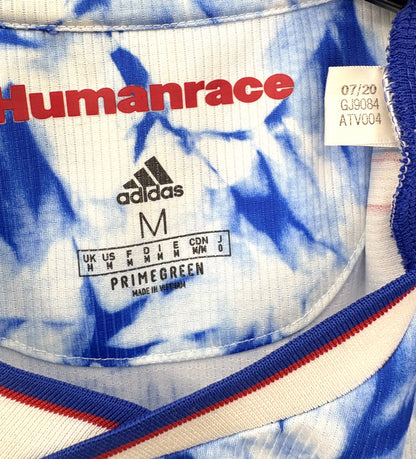 Humanrace
07/20
GJ9084
ATV004
adidas
M
UK US F D I E CDN J
M M M M M M M/M O
PRIMEGREEN
MADE IN VIETNAM